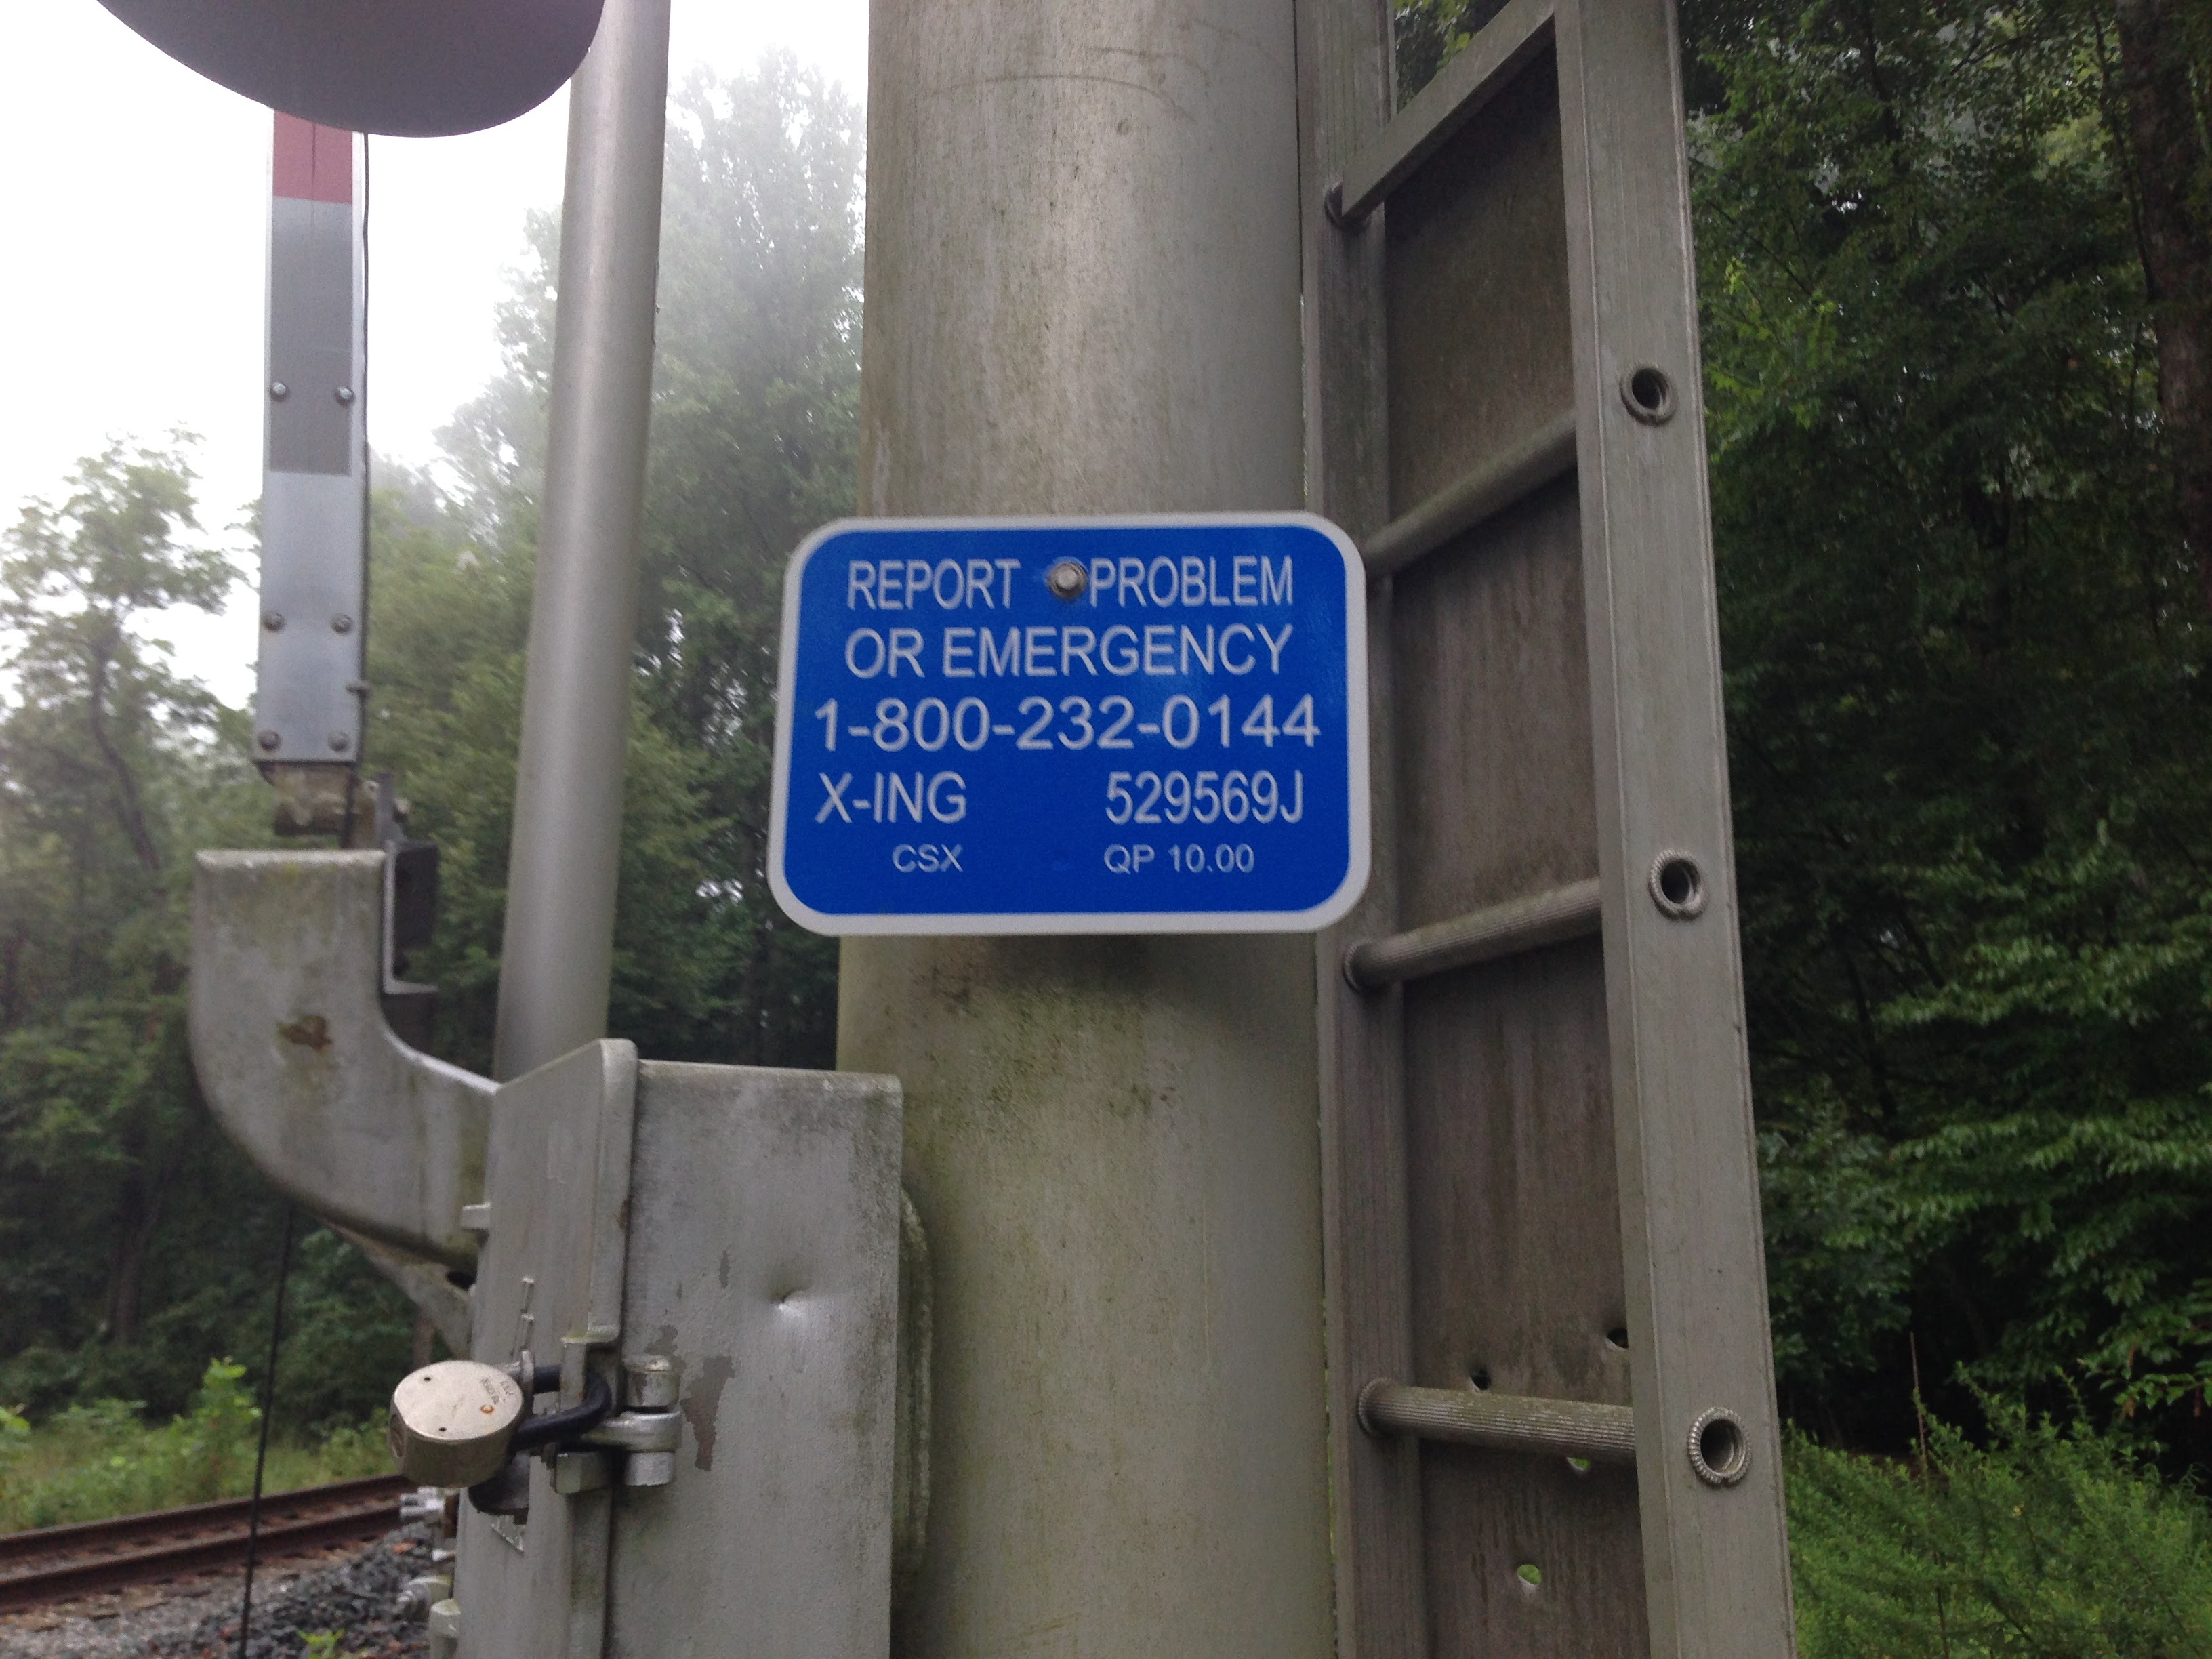 REPORT PROBLEM
OR EMERGENCY
1-800-232-0144
X-ING 529569J
CSX QP 10.00